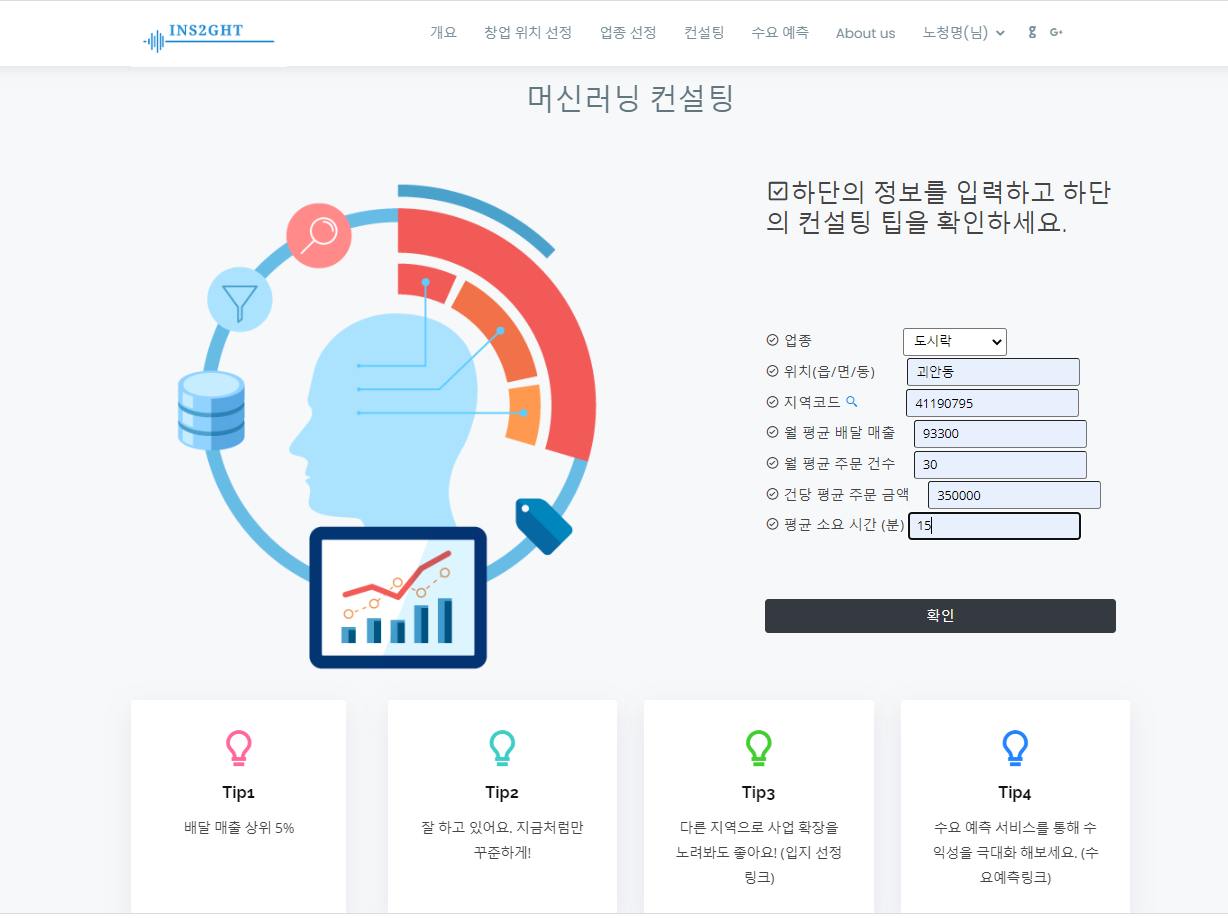 INS2GHT
개요 창업 위치 선정 업종 선정 컨설팅 수요 예측 About us 노청명(님) g G+
머신러닝 컨설팅
하단의 정보를 입력하고 하단
의 컨설팅 팁을 확인하세요.
업종 도시락
위치(읍/면/동) 괴안동
지역코드 41190795
월 평균 배달 매출 93300
월 평균 주문 건수 30
건당 평균 주문 금액 350000
평균 소요 시간 (분) 15
확인
Tip1
배달 매출 상위 5%
Tip2
잘 하고 있어요. 지금처럼만
꾸준하게!
Tip3
다른 지역으로 사업 확장을
노려봐도 좋아요! (입지 선정
링크)
Tip4
수요 예측 서비스를 통해 수
익성을 극대화 해보세요. (수
요예측링크)